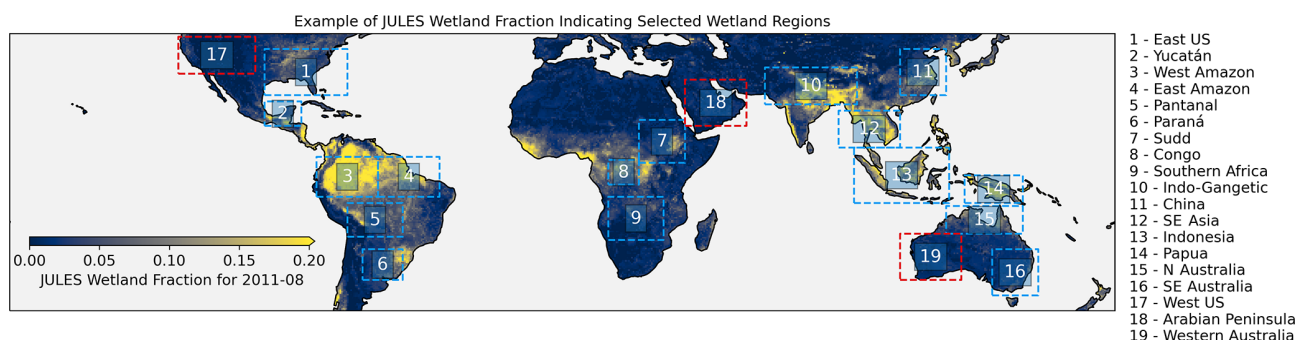 Example of JULES Wetland Fraction Indicating Selected Wetland Regions
17
1
2
3
4
5
6
7
8
9
18
10
11
12
13
14
15
19
16
0.00 0.05 0.10 0.15 0.20
JULES Wetland Fraction for 2011-08
1 - East US
2 - Yucatán
3 - West Amazon
4 - East Amazon
5 - Pantanal
6 - Paraná
7 - Sudd
8 - Congo
9 - Southern Africa
10 - Indo-Gangetic
11 - China
12 - SE Asia
13 - Indonesia
14 - Papua
15 - N Australia
16 - SE Australia
17 - West US
18 - Arabian Peninsula
19 - Western Australia